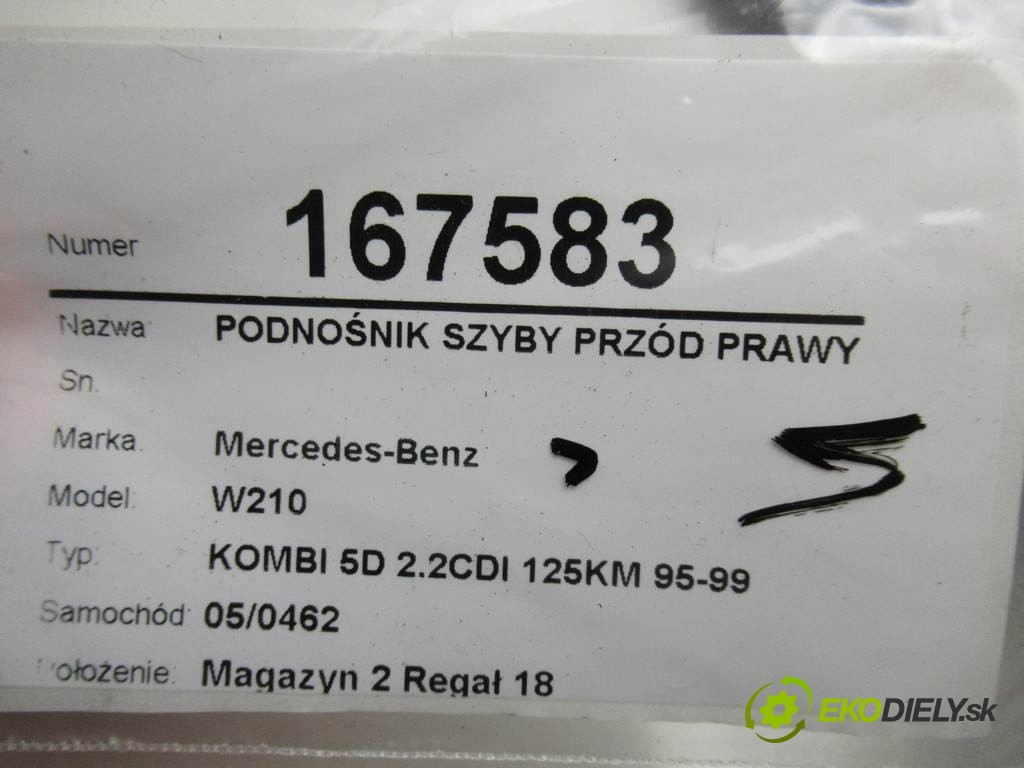 Numer 167583
Nazwa: PODNOŚNIK SZYBY PRZÓD PRAWY
Sn.
Marka: Mercedes-Benz
Model: W210
Typ: KOMBI 5D 2.2CDI 125KM 95-99
Samochód: 05/0462
Położenie: Magazyn 2 Regał 18
EKODIELY.sk